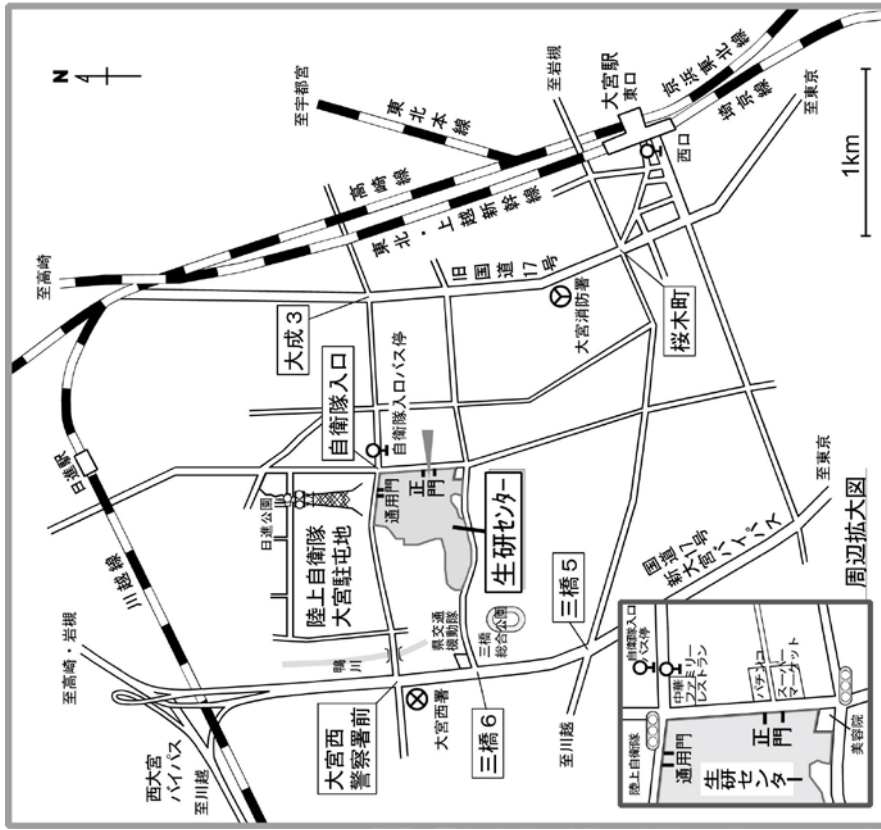 N
至宇都宮
東北本線
至岩槻
大宮駅
東口
京浜東北線
埼京線
西口
至東京
1km
至高崎
高崎線
東北・上越新幹線
旧国道17号
大成3
大宮消防署
桜木町
日進駅
川越線
自衛隊入口
自衛隊入口バス停
日進公園
陸上自衛隊
大宮駐屯地
通用門
正門
生研センター
至高崎・岩槻
西大宮
バイパス
至川越
鴨川
県交通
機動隊
三橋
総合公園
大宮西
警察署前
大宮西署
三橋6
三橋5
至川越
国道17号
新大宮バイパス
至東京
周辺拡大図
自衛隊入口
バス停
陸上自衛隊
中華
ファミリー
レストラン
通用門
正門
パチンコ
スーパー
マーケット
生研
センター
美容院